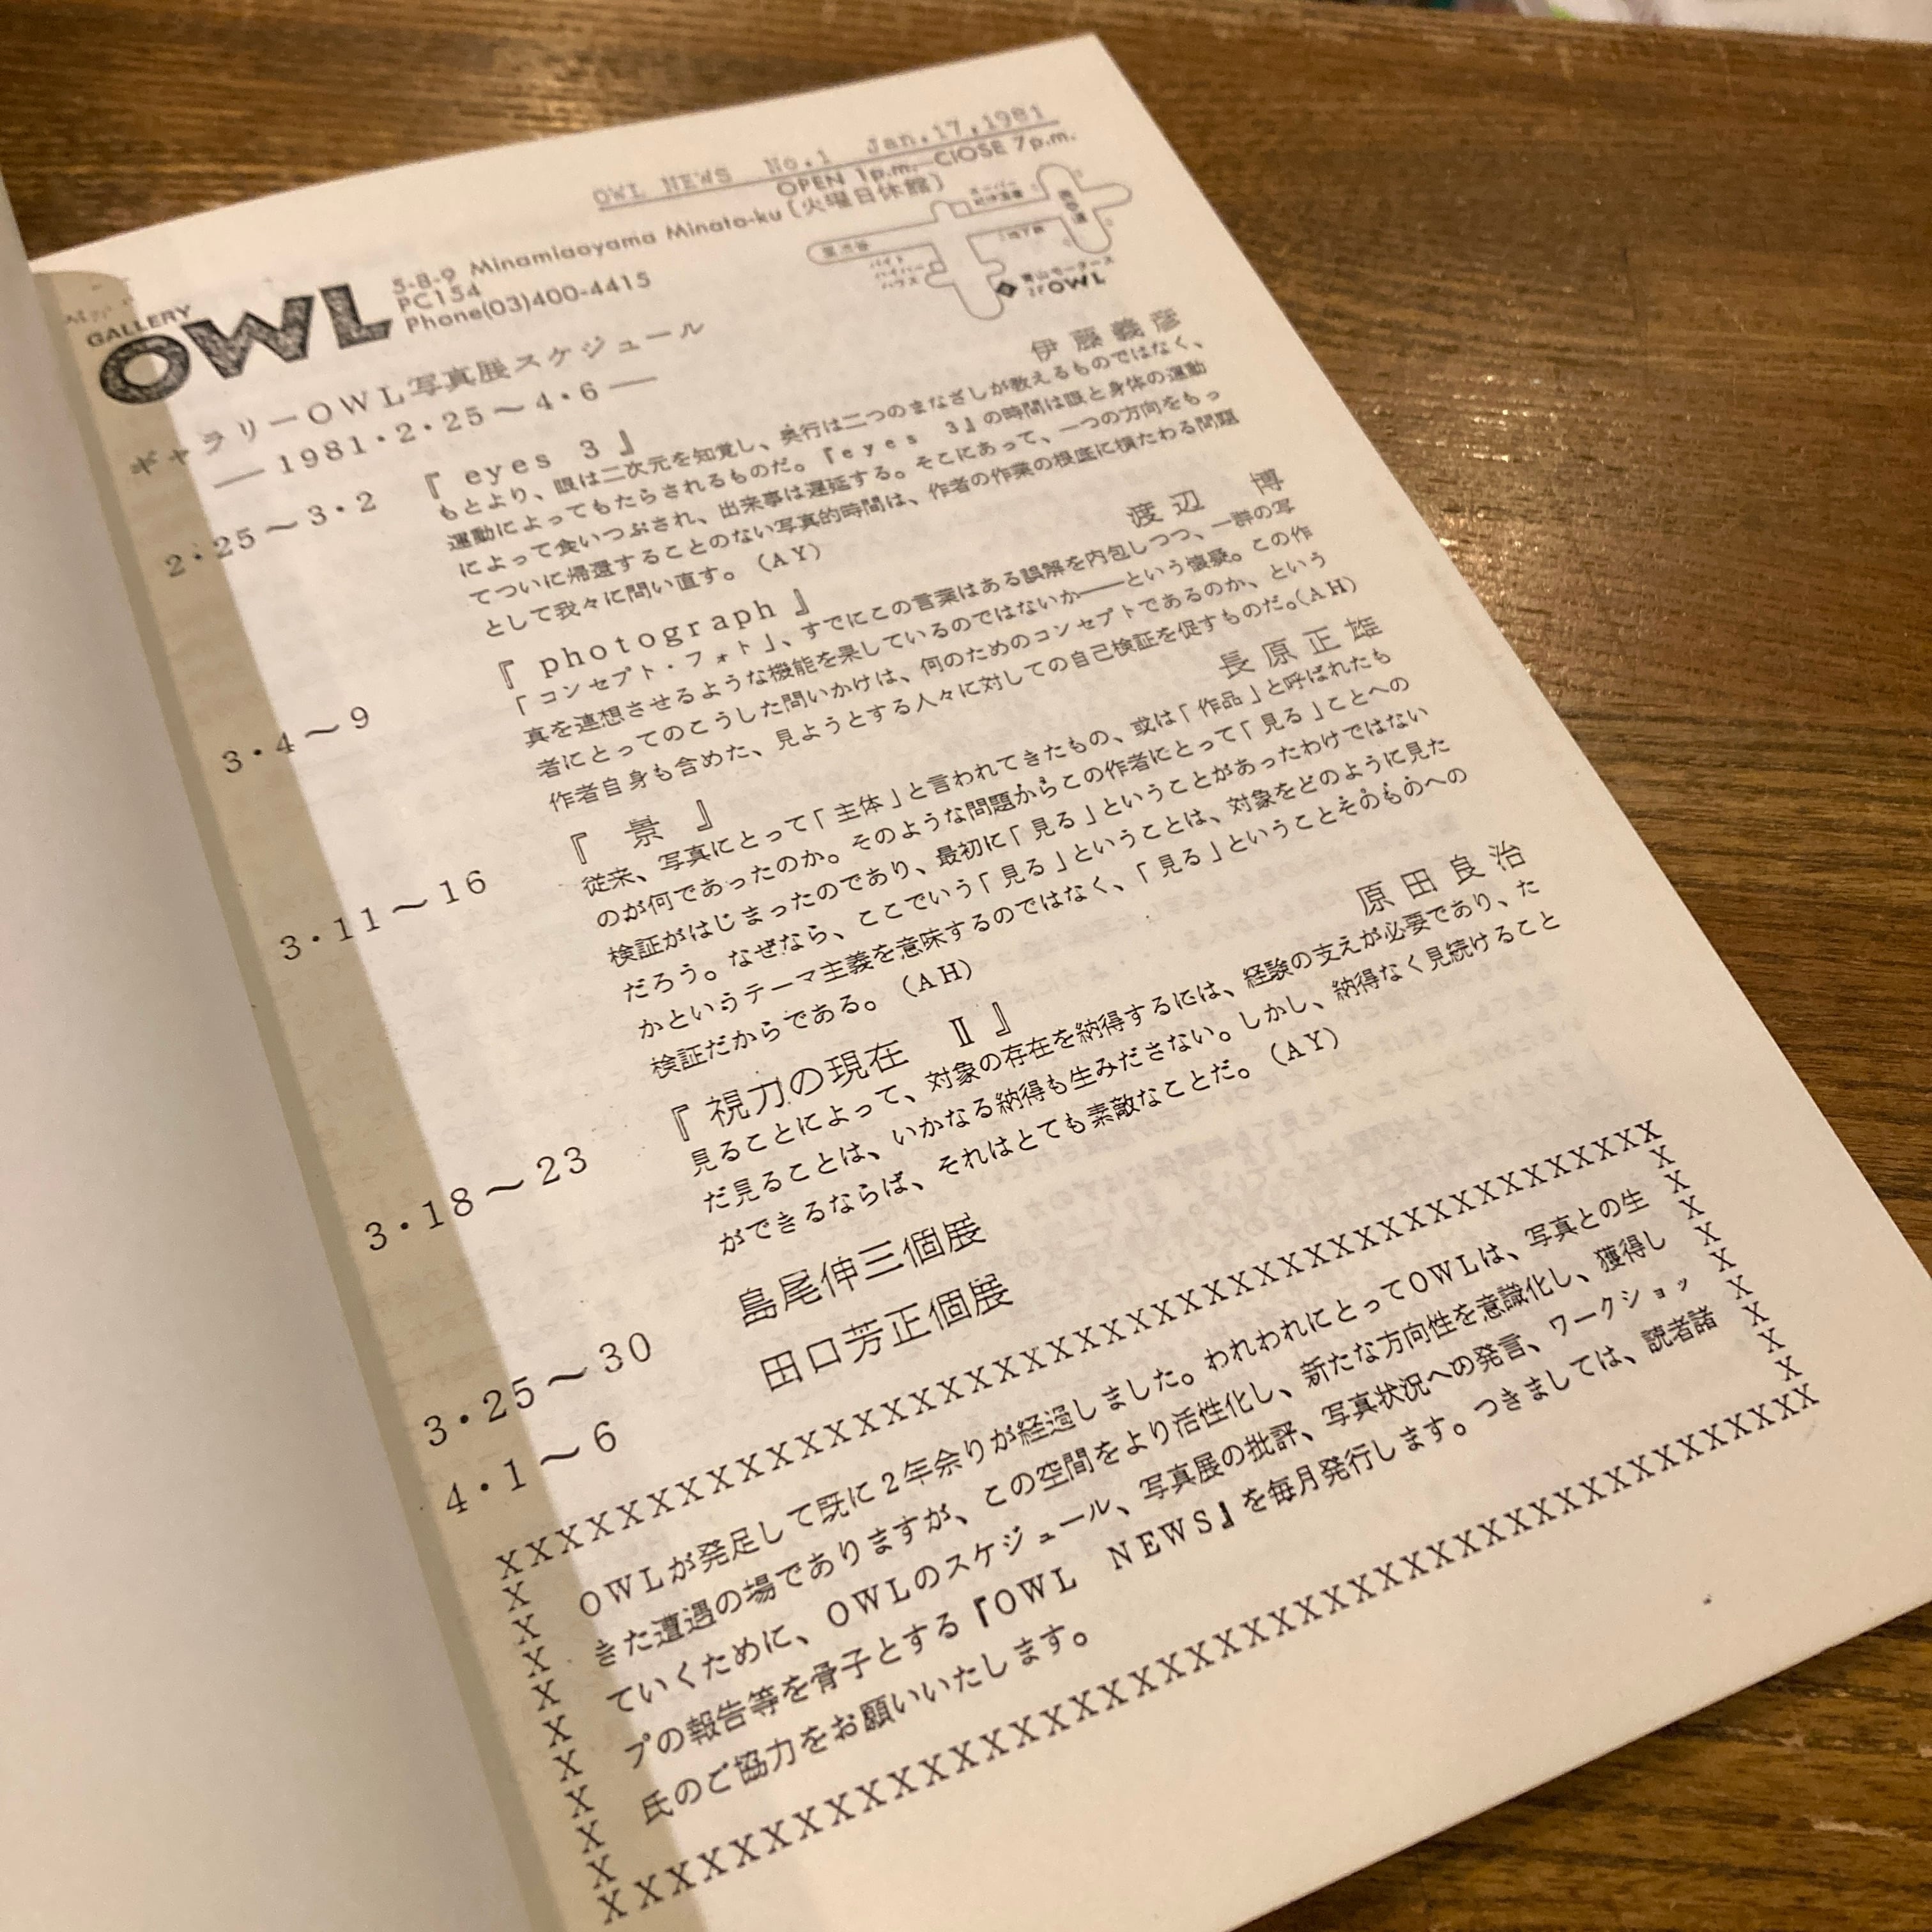 OWL NEWS No.1 Jan.17,1981
OPEN 1p.m.－CLOSE 7p.m.
5-8-9 Minamiaoyama Minato-ku〔火曜日休館〕
PC154
Phone(03)400-4415
GALLERY
OWL
青山モータース
2F OWL
ギャラリーOWL写真展スケジュール
── 1981・2・25〜4・6 ──
2・25〜3・2 『 eyes 3 』 伊藤義彦
もとより、眼は二次元を知覚し、奥行は二つのまなざしが教えるものではなく、
運動によってもたらされるものだ。『eyes 3』の時間は既と身体の運動
によって食いつぶされ、出来事は遅延する。そこにあって、一つの方向をもっ
てついに帰還することのない写真的時間は、作者の作業の根底に横たわる問題
として我々に問い直す。（AY）
3・4〜9 『 photograph 』 渡辺 博
「コンセプト・フォト」、すでにこの言葉はある誤解を内包しつつ、一群の写
真を連想させるような機能を果しているのではないか──という懐疑。この作
者にとってのこうした問いかけは、何のためのコンセプトであるのか、という
作者自身も含めた、見ようとする人々に対しての自己検証を促すものだ。（AH）
3・11〜16 『 景 』 長原正雄
従来、写真にとって「主体」と言われてきたもの、或は「作品」と呼ばれたも
のが何であったのか。そのような問題からこの作者にとって「見る」ことへの
検証がはじまったのであり、最初に「見る」ということがあったわけではない
だろう。なぜなら、ここでいう「見る」ということは、対象をどのように見た
かというテーマ主義を意味するのではなく、「見る」ということそのものへの
検証だからである。（AH）
3・18〜23 『 視力の現在 Ⅱ 』 原田良治
見ることによって、対象の存在を納得するには、経験の支えが必要であり、た
だ見ることは、いかなる納得も生みださない。しかし、納得なく見続けること
ができるならば、それはとても素敵なことだ。（AY）
3・25〜30 島尾伸三個展
4・1〜6 田口芳正個展
OWLが発足して既に2年余りが経過しました。われわれにとってOWLは、写真との生
きた遭遇の場でありますが、この空間をより活性化し、新たな方向性を意識化し、獲得し
ていくために、OWLのスケジュール、写真展の批評、写真状況への発言、ワークショッ
プの報告等を骨子とする『OWL NEWS』を毎月発行します。つきましては、読者諸
氏のご協力をお願いいたします。